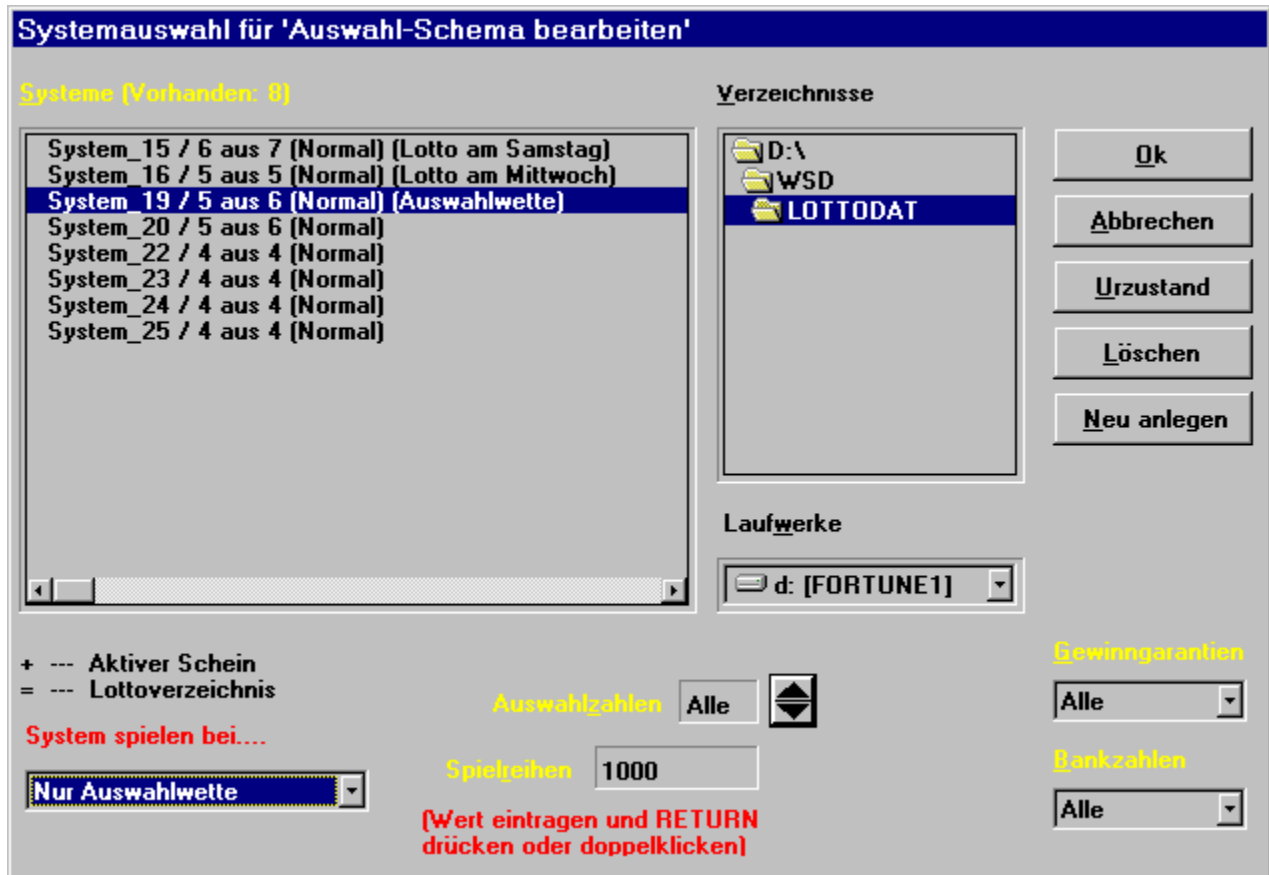 Systemauswahl für 'Auswahl-Schema bearbeiten'
Systeme (Vorhanden: 8)
System_15 / 6 aus 7 (Normal) (Lotto am Samstag)
System_16 / 5 aus 5 (Normal) (Lotto am Mittwoch)
System_19 / 5 aus 6 (Normal) (Auswahlwette)
System_20 / 5 aus 6 (Normal)
System_22 / 4 aus 4 (Normal)
System_23 / 4 aus 4 (Normal)
System_24 / 4 aus 4 (Normal)
System_25 / 4 aus 4 (Normal)
Verzeichnisse
D:\
WSD
LOTTODAT
Laufwerke
d: [FORTUNE1]
Ok
Abbrechen
Urzustand
Löschen
Neu anlegen
+ --- Aktiver Schein
= --- Lottoverzeichnis
System spielen bei....
Nur Auswahlwette
Auswahlzahlen Alle
Spielreihen 1000
(Wert eintragen und RETURN
drücken oder doppelklicken)
Gewinngarantien
Alle
Bankzahlen
Alle